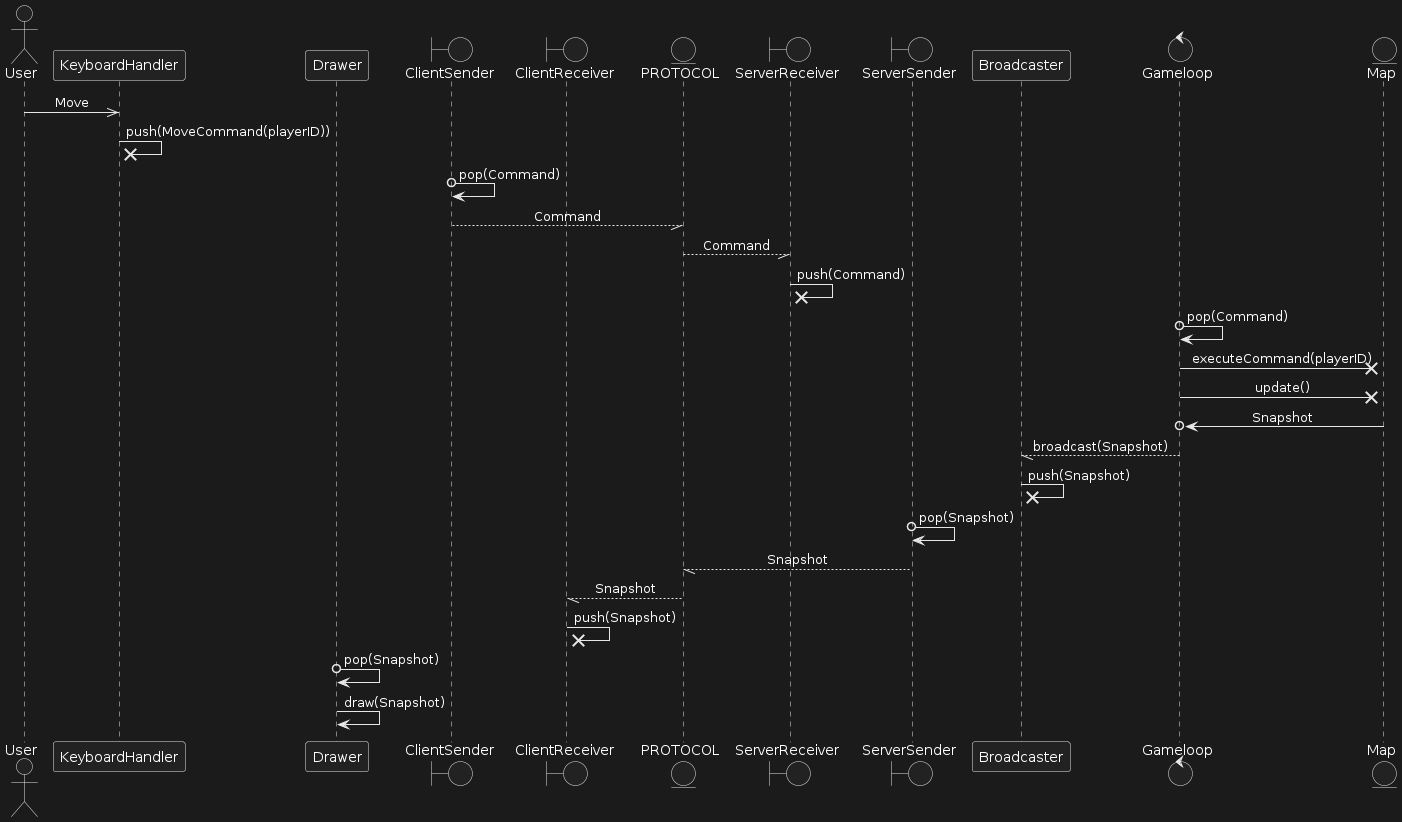 User
KeyboardHandler
Drawer
ClientSender
ClientReceiver
PROTOCOL
ServerReceiver
ServerSender
Broadcaster
Gameloop
Map
Move
push(MoveCommand(playerID))
pop(Command)
Command
Command
push(Command)
pop(Command)
executeCommand(playerID)
update()
Snapshot
broadcast(Snapshot)
push(Snapshot)
pop(Snapshot)
Snapshot
Snapshot
push(Snapshot)
pop(Snapshot)
draw(Snapshot)
User
KeyboardHandler
Drawer
ClientSender
ClientReceiver
PROTOCOL
ServerReceiver
ServerSender
Broadcaster
Gameloop
Map